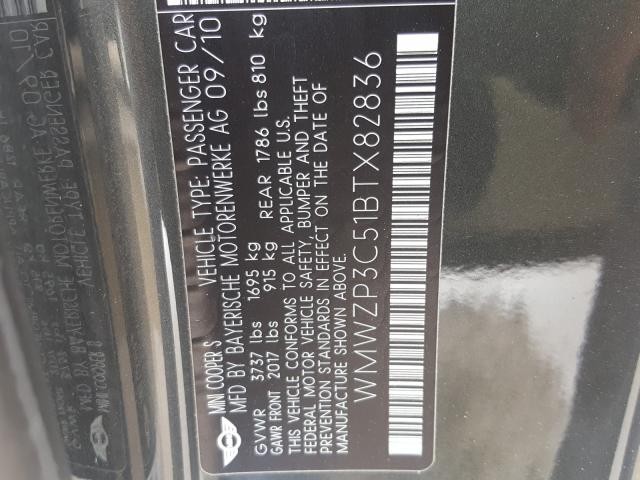 MINI COOPER S VEHICLE TYPE: PASSENGER CAR
MFD BY BAYERISCHE MOTORENWERKE AG 09/10
GVWR 3737 lbs 1695 kg
GAWR FRONT 2017 lbs 915 kg REAR 1786 lbs 810 kg
THIS VEHICLE CONFORMS TO ALL APPLICABLE U.S.
FEDERAL MOTOR VEHICLE SAFETY, BUMPER AND THEFT
STANDARDS IN EFFECT ON THE DATE OF
MANUFACTURE SHOWN ABOVE.
WMWZP3C51BTX82836